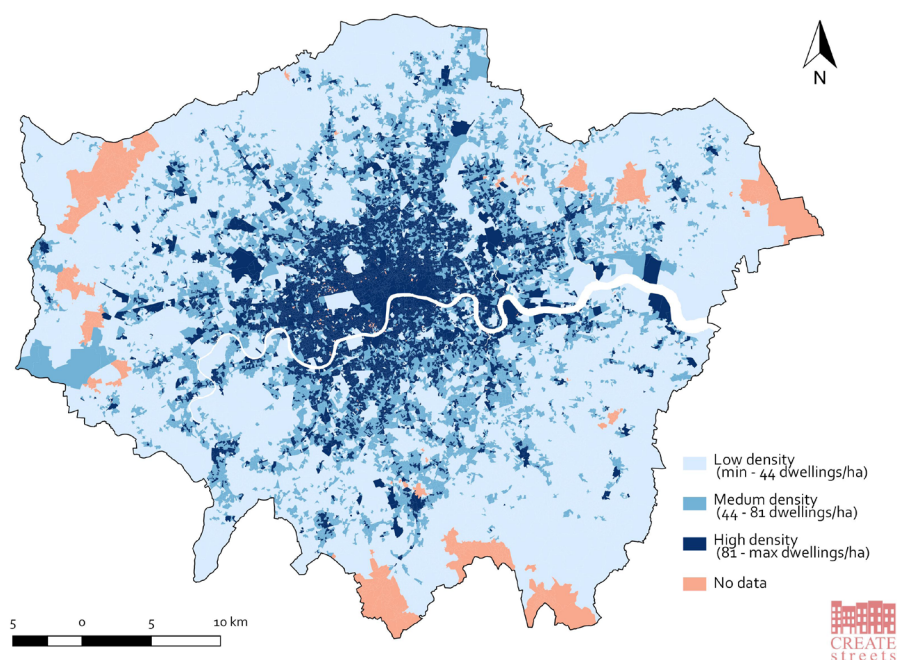 N
Low density
(min - 44 dwellings/ha)
Medum density
(44 - 81 dwellings/ha)
High density
(81 - max dwellings/ha)
No data
5 0 5 10 km
CREATE
streets